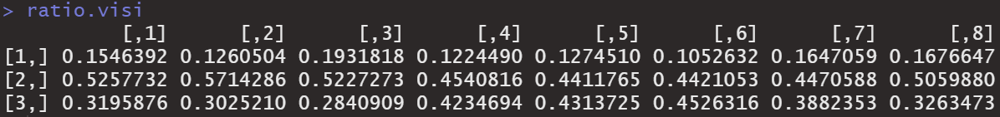 > ratio.visi
[,1] [,2] [,3] [,4] [,5] [,6] [,7] [,8]
[1,] 0.1546392 0.1260504 0.1931818 0.1224490 0.1274510 0.1052632 0.1647059 0.1676647
[2,] 0.5257732 0.5714286 0.5227273 0.4540816 0.4411765 0.4421053 0.4470588 0.5059880
[3,] 0.3195876 0.3025210 0.2840909 0.4234694 0.4313725 0.4526316 0.3882353 0.3263473